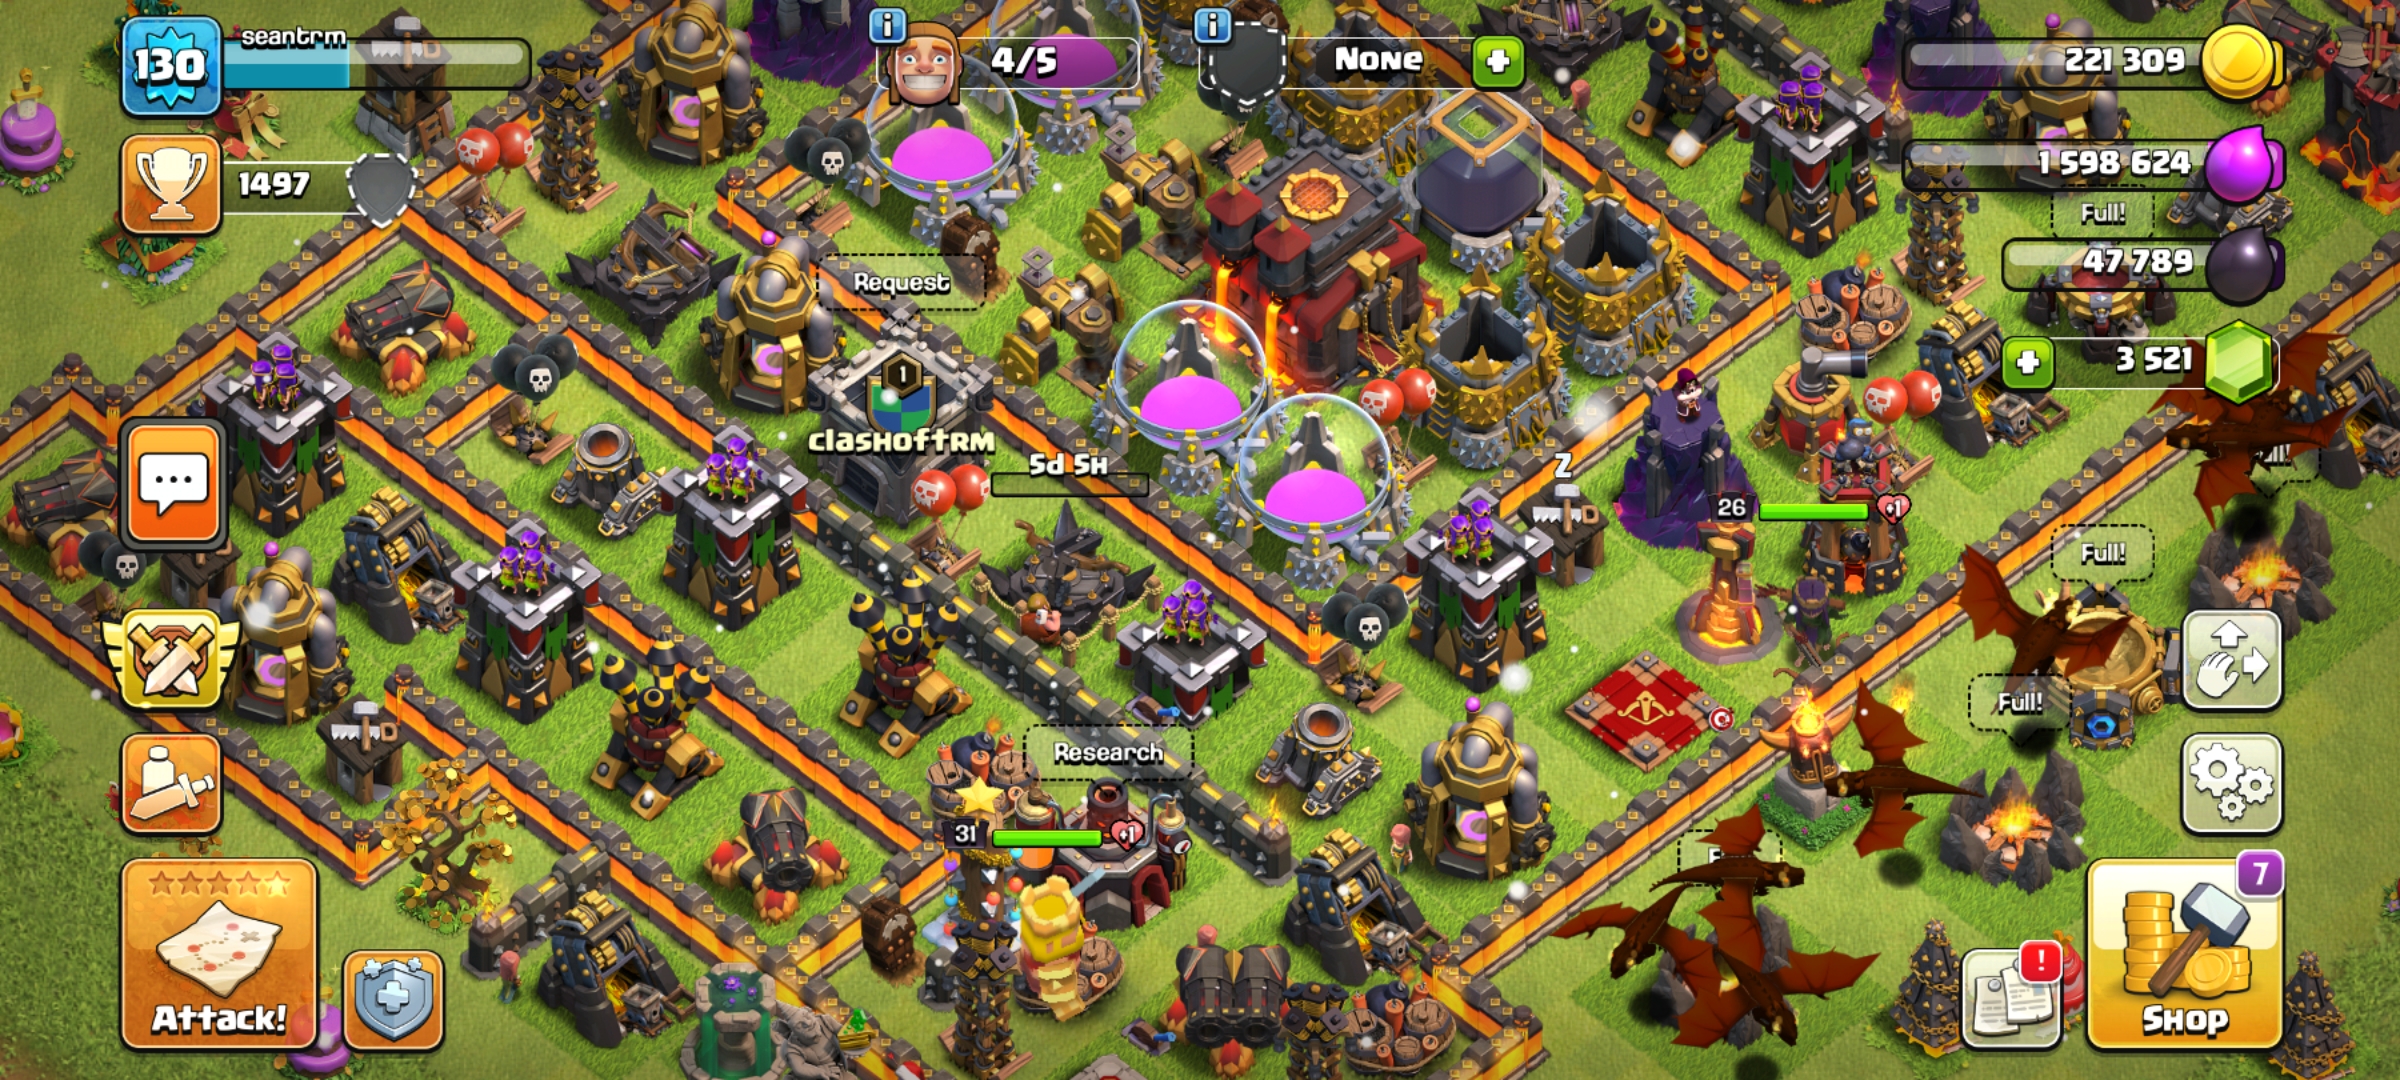 130
seantrm
4/5
None
221 309
1497
1 598 624
Full!
47 789
Request
3 521
1
clashoftRM
5d 5H
Z
26
+1
Full!
Full!
Research
31
+1
7
Attack!
!
Shop